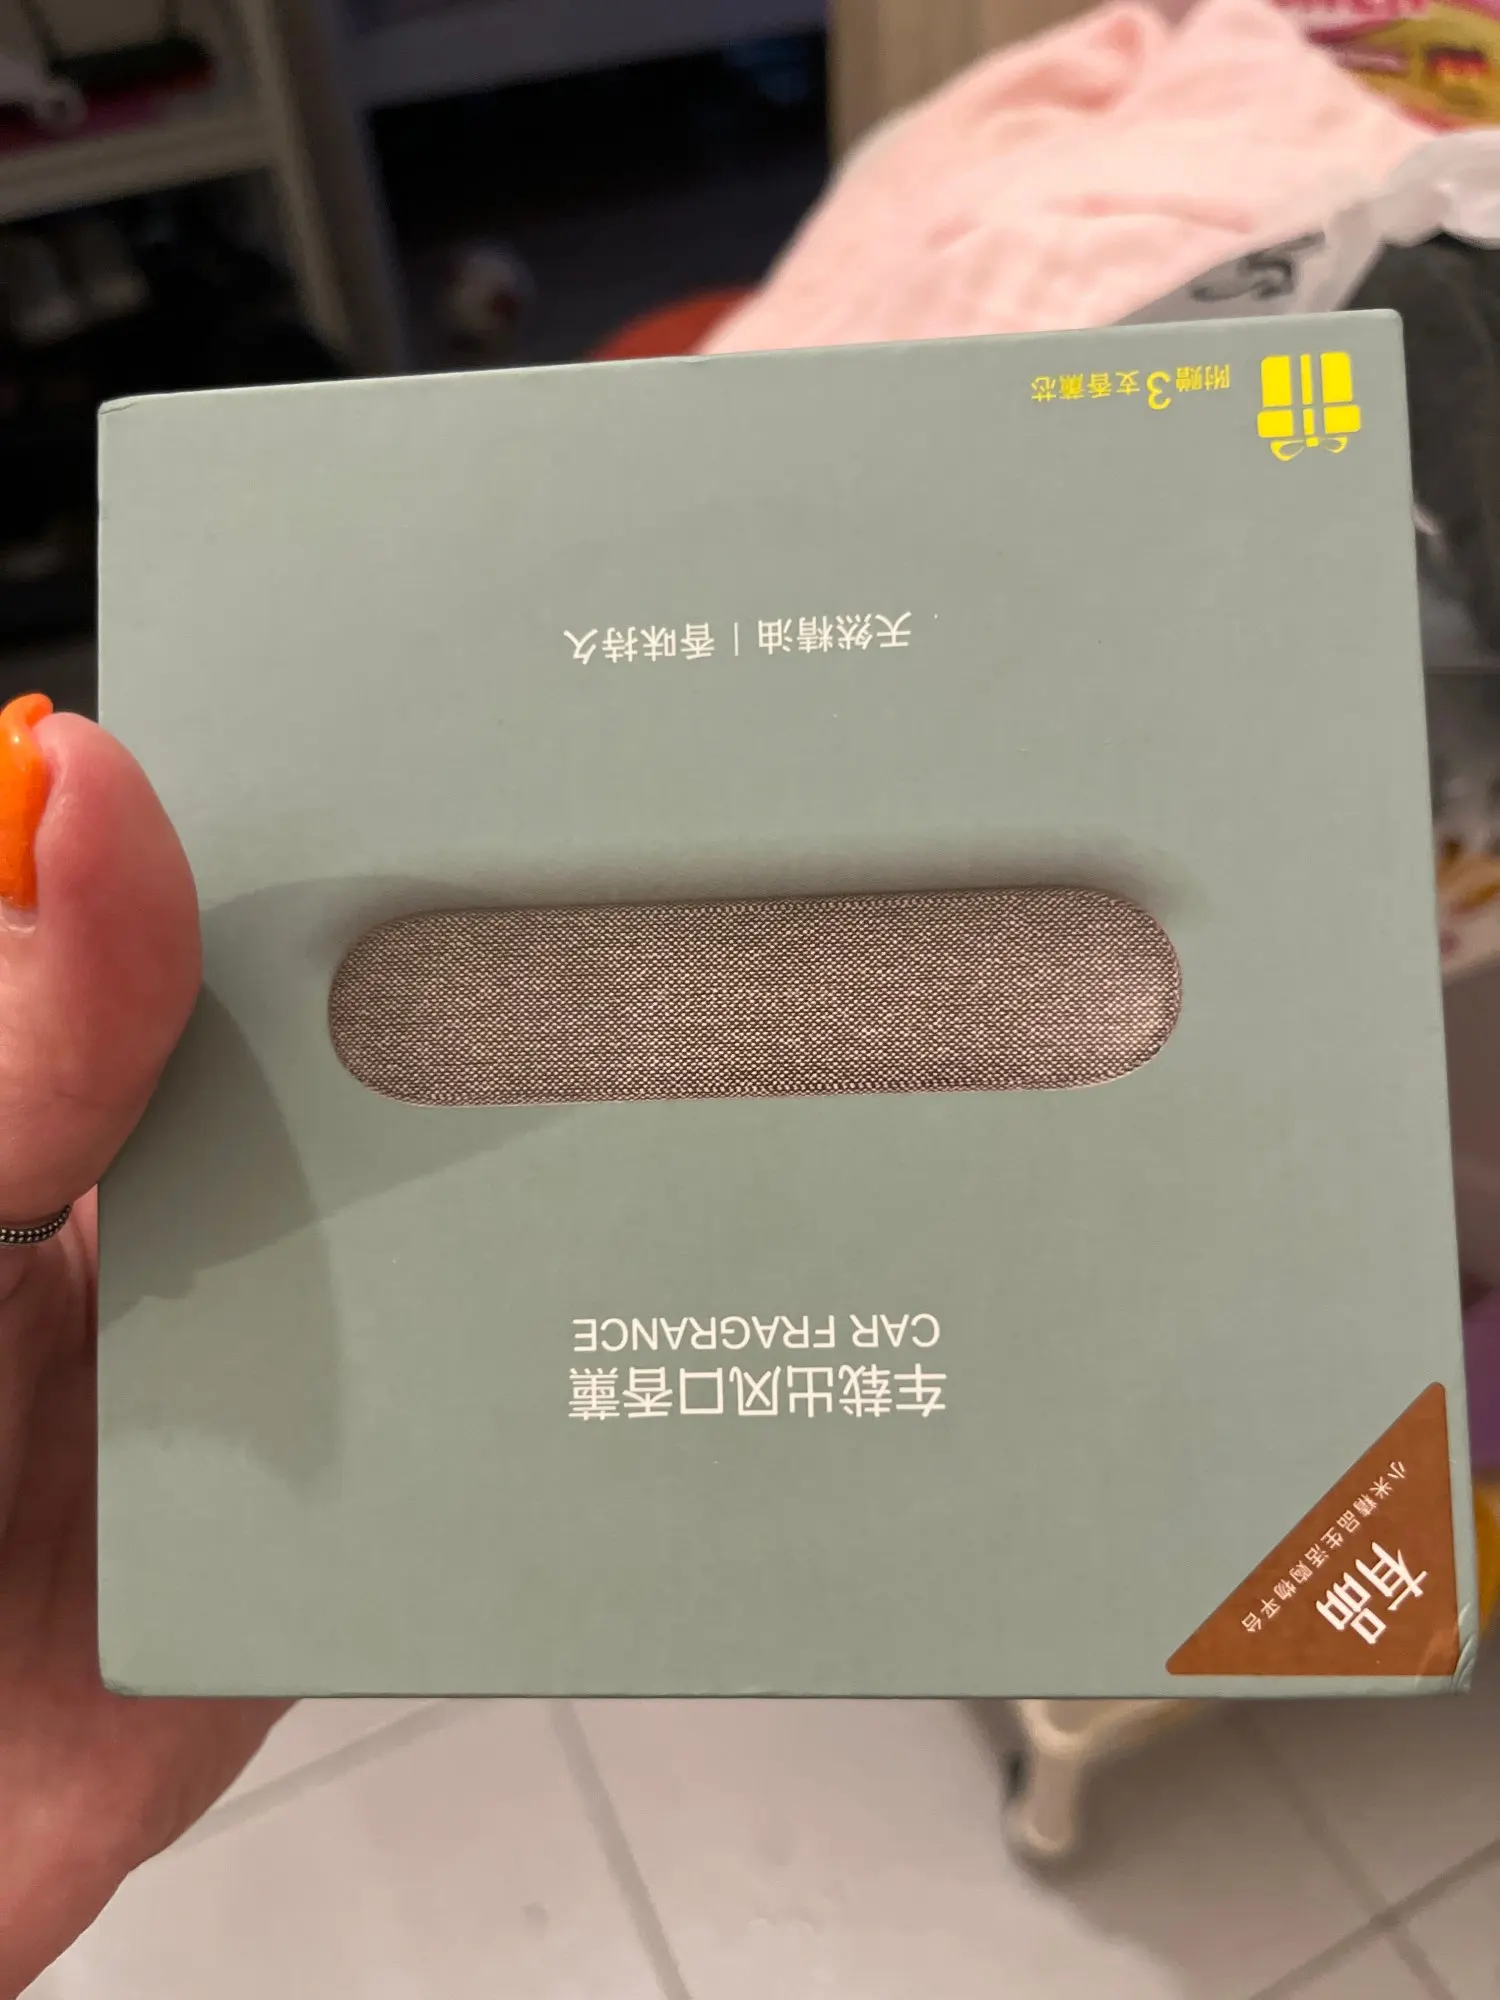 有品
小米精品生活购物平台
车载出风口香薰
CAR FRAGRANCE
天然精油 | 香味持久
附赠3支香薰芯